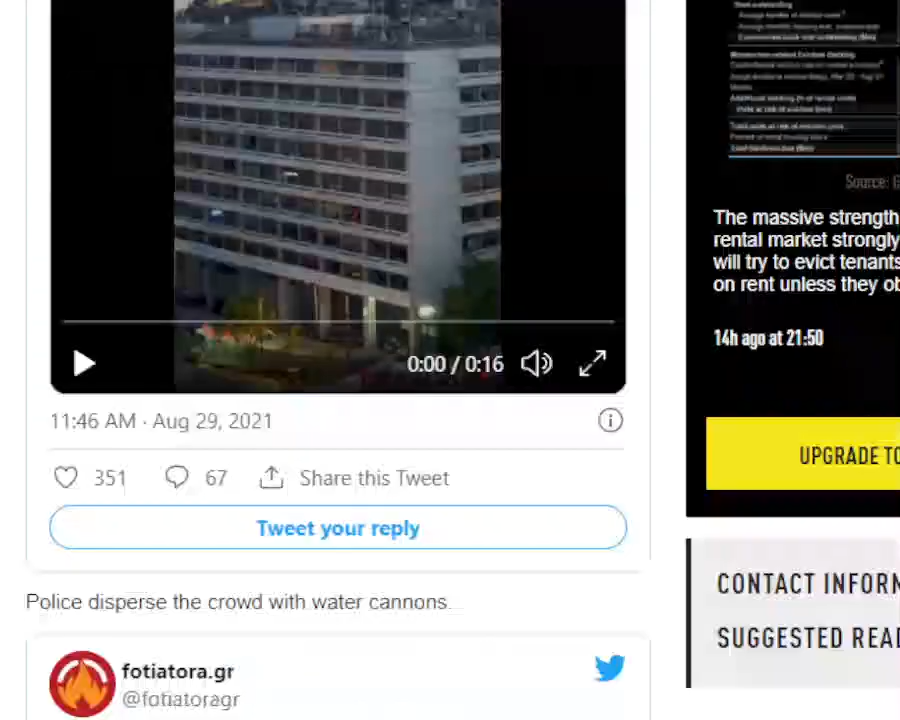 0:00 / 0:16
11:46 AM · Aug 29, 2021
351 67 Share this Tweet
Tweet your reply
Police disperse the crowd with water cannons.
fotiatora.gr
@fotiatoragr
Source: G
The massive strength
rental market strongly
will try to evict tenants
on rent unless they ob
14h ago at 21:50
UPGRADE TO
CONTACT INFORM
SUGGESTED READ